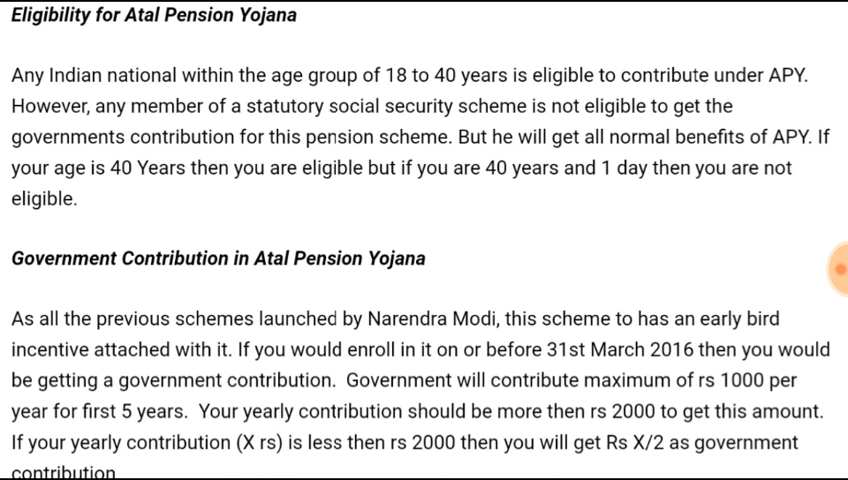 Eligibility for Atal Pension Yojana
Any Indian national within the age group of 18 to 40 years is eligible to contribute under APY.
However, any member of a statutory social security scheme is not eligible to get the
governments contribution for this pension scheme. But he will get all normal benefits of APY. If
your age is 40 Years then you are eligible but if you are 40 years and 1 day then you are not
eligible.
Government Contribution in Atal Pension Yojana
As all the previous schemes launched by Narendra Modi, this scheme to has an early bird
incentive attached with it. If you would enroll in it on or before 31st March 2016 then you would
be getting a government contribution. Government will contribute maximum of rs 1000 per
year for first 5 years. Your yearly contribution should be more then rs 2000 to get this amount.
If your yearly contribution (X rs) is less then rs 2000 then you will get Rs X/2 as government
contribution